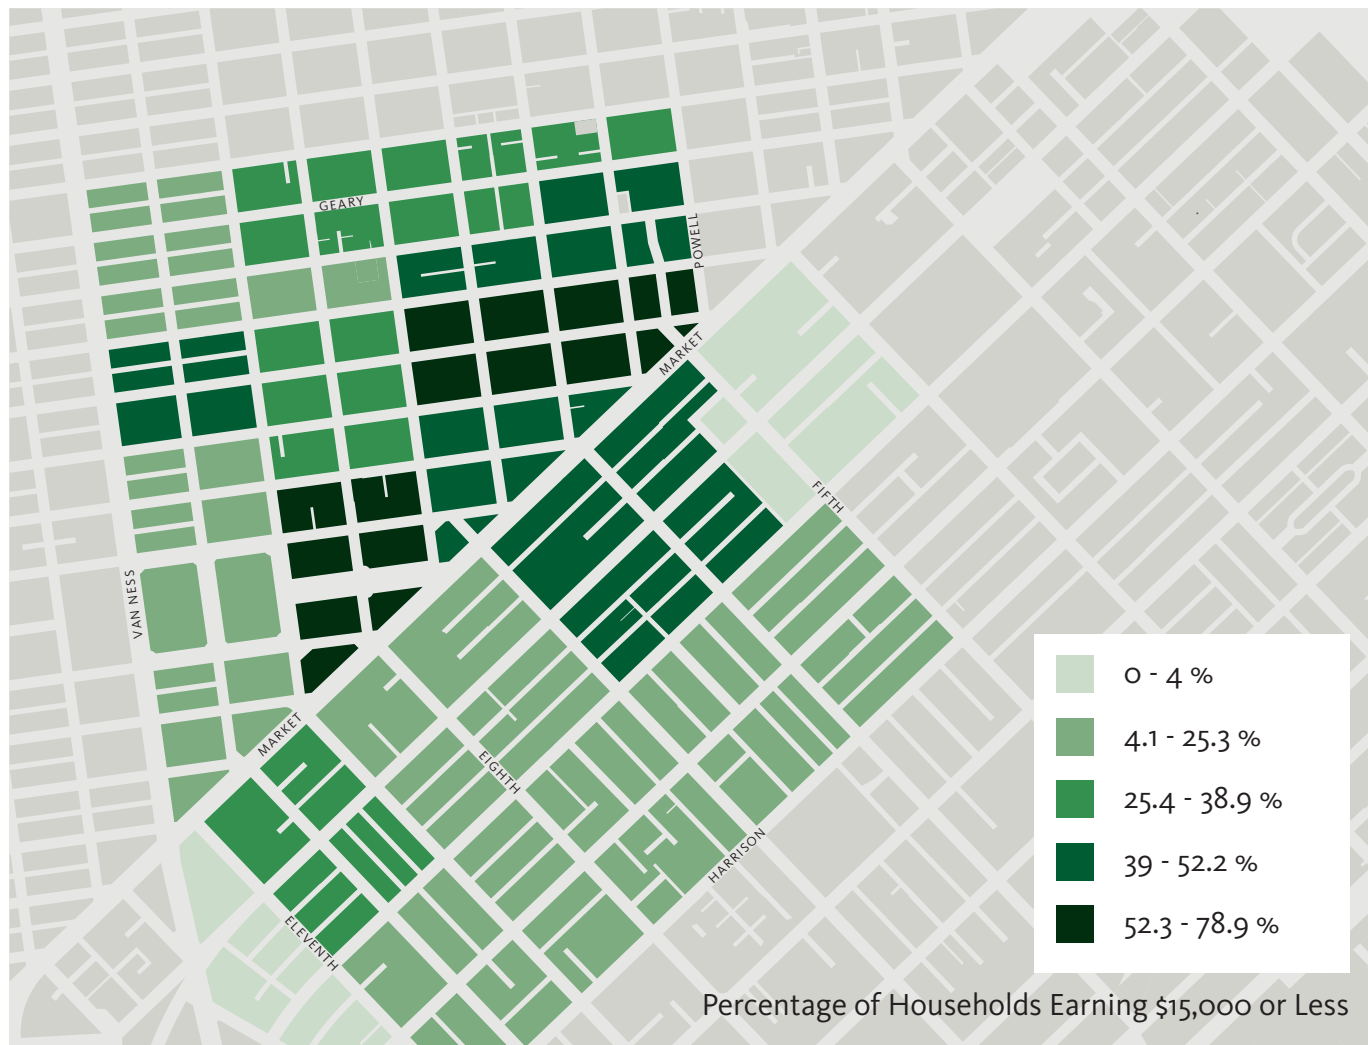 GEARY
POWELL
MARKET
FIFTH
VAN NESS
MARKET
EIGHTH
HARRISON
ELEVENTH
0 - 4 %
4.1 - 25.3 %
25.4 - 38.9 %
39 - 52.2 %
52.3 - 78.9 %
Percentage of Households Earning $15,000 or Less